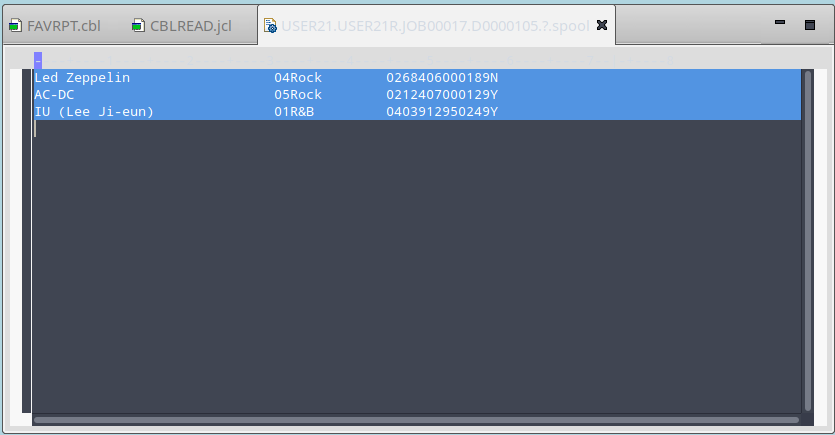 FAVRPT.cbl CBLREAD.jcl USER21.USER21R.JOB00017.D0000105.?.spool
-
Led Zeppelin 04Rock 0268406000189N
AC-DC 05Rock 0212407000129Y
IU (Lee Ji-eun) 01R&B 0403912950249Y